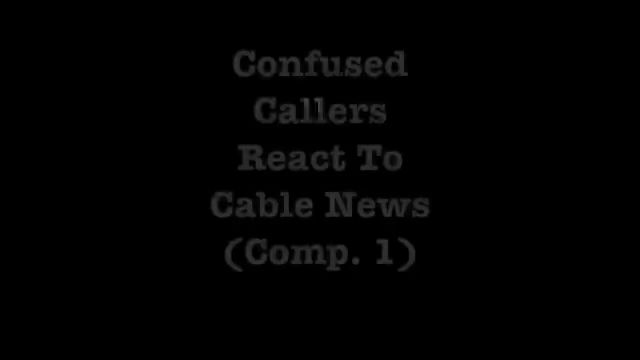 Confused
Callers
React To
Cable News
(Comp. 1)